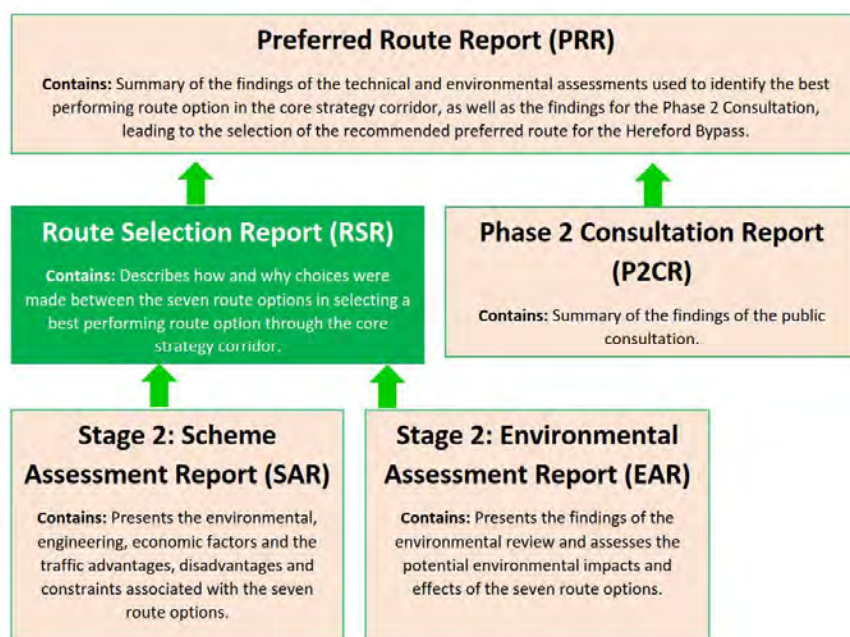 Preferred Route Report (PRR)
Contains: Summary of the findings of the technical and environmental assessments used to identify the best
performing route option in the core strategy corridor, as well as the findings for the Phase 2 Consultation,
leading to the selection of the recommended preferred route for the Hereford Bypass.
Route Selection Report (RSR)
Contains: Describes how and why choices were
made between the seven route options in selecting a
best performing route option through the core
strategy corridor.
Phase 2 Consultation Report
(P2CR)
Contains: Summary of the findings of the public
consultation.
Stage 2: Scheme
Assessment Report (SAR)
Contains: Presents the environmental,
engineering, economic factors and the
traffic advantages, disadvantages and
constraints associated with the seven
route options.
Stage 2: Environmental
Assessment Report (EAR)
Contains: Presents the findings of the
environmental review and assesses the
potential environmental impacts and
effects of the seven route options.